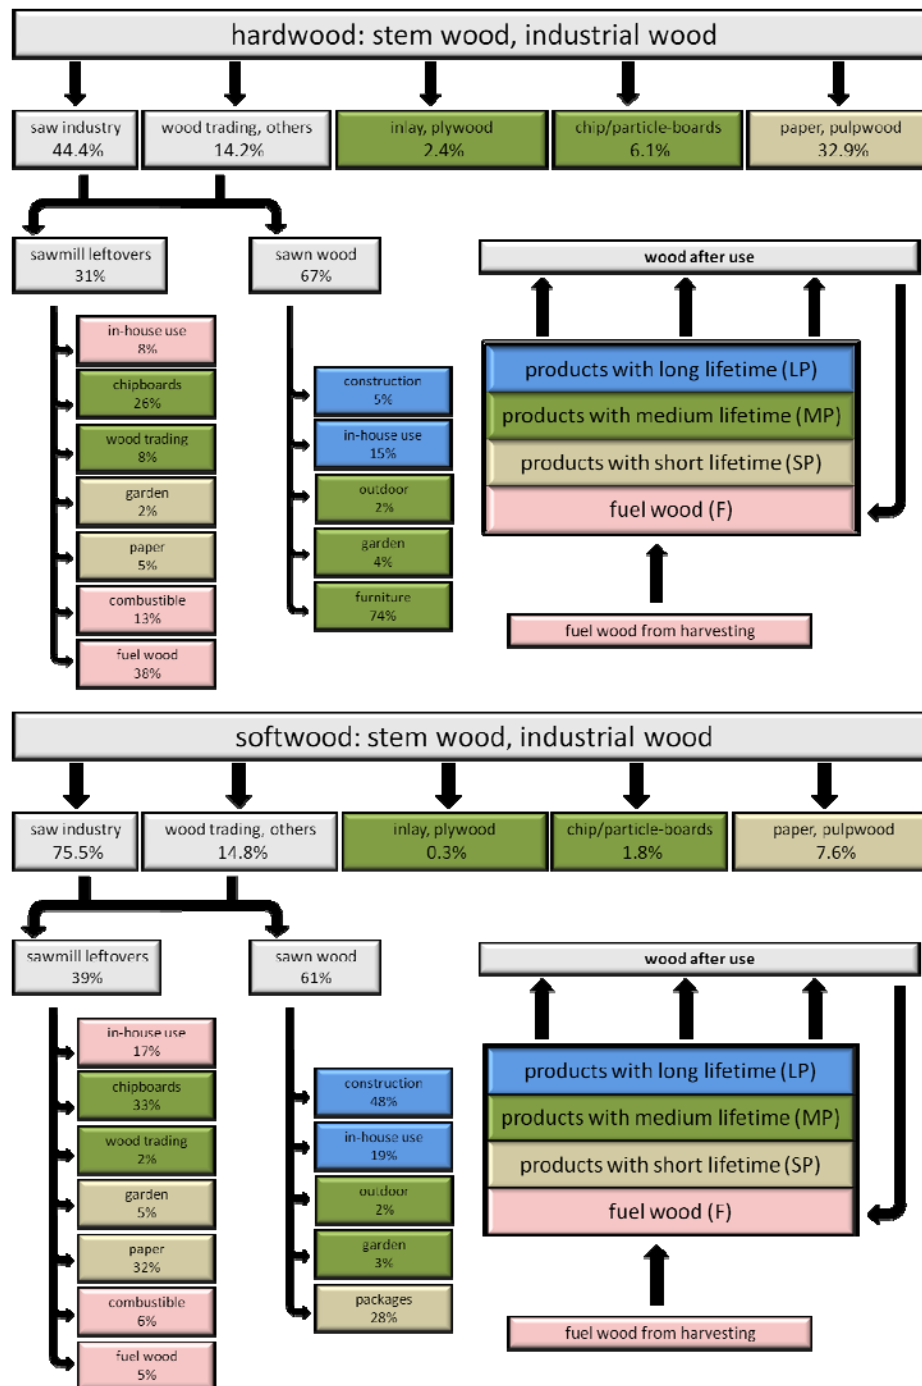 hardwood: stem wood, industrial wood
saw industry
44.4%
wood trading, others
14.2%
inlay, plywood
2.4%
chip/particle-boards
6.1%
paper, pulpwood
32.9%
sawmill leftovers
31%
sawn wood
67%
in-house use
8%
chipboards
26%
wood trading
8%
garden
2%
paper
5%
combustible
13%
fuel wood
38%
construction
5%
in-house use
15%
outdoor
2%
garden
4%
furniture
74%
wood after use
products with long lifetime (LP)
products with medium lifetime (MP)
products with short lifetime (SP)
fuel wood (F)
fuel wood from harvesting
softwood: stem wood, industrial wood
saw industry
75.5%
wood trading, others
14.8%
inlay, plywood
0.3%
chip/particle-boards
1.8%
paper, pulpwood
7.6%
sawmill leftovers
39%
sawn wood
61%
in-house use
17%
chipboards
33%
wood trading
2%
garden
5%
paper
32%
combustible
6%
fuel wood
5%
construction
48%
in-house use
19%
outdoor
2%
garden
3%
packages
28%
wood after use
products with long lifetime (LP)
products with medium lifetime (MP)
products with short lifetime (SP)
fuel wood (F)
fuel wood from harvesting